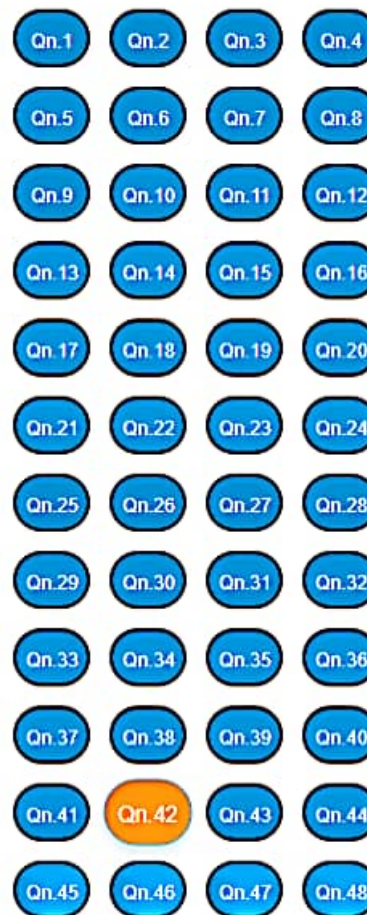 Qn.1 Qn.2 Qn.3 Qn.4
Qn.5 Qn.6 Qn.7 Qn.8
Qn.9 Qn.10 Qn.11 Qn.12
Qn.13 Qn.14 Qn.15 Qn.16
Qn.17 Qn.18 Qn.19 Qn.20
Qn.21 Qn.22 Qn.23 Qn.24
Qn.25 Qn.26 Qn.27 Qn.28
Qn.29 Qn.30 Qn.31 Qn.32
Qn.33 Qn.34 Qn.35 Qn.36
Qn.37 Qn.38 Qn.39 Qn.40
Qn.41 Qn.42 Qn.43 Qn.44
Qn.45 Qn.46 Qn.47 Qn.48